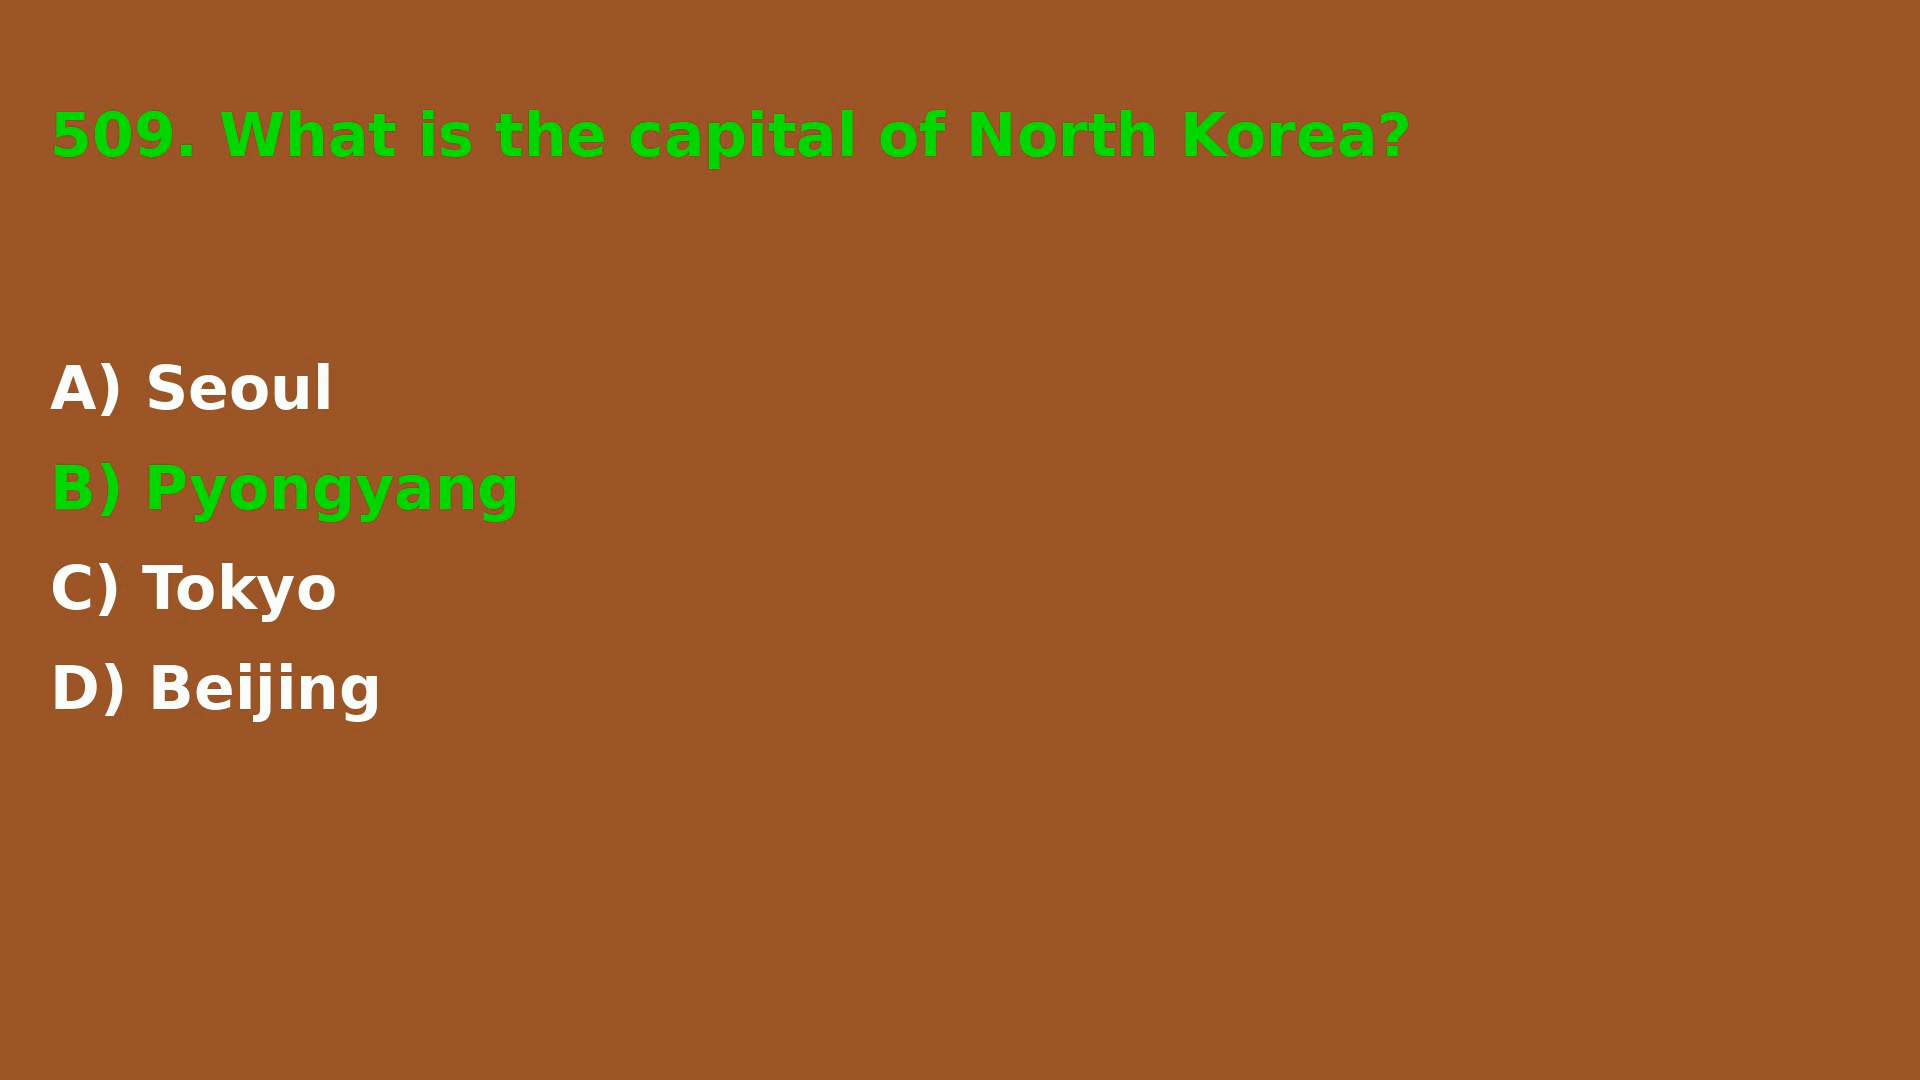 509. What is the capital of North Korea?
A) Seoul
B) Pyongyang
C) Tokyo
D) Beijing